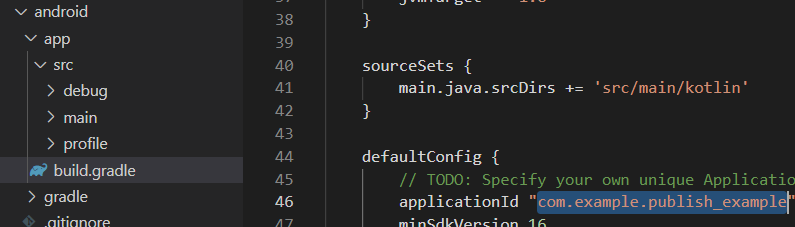 android
app
src
debug
main
profile
build.gradle
gradle
.gitignore
38 }
39
40 sourceSets {
41 main.java.srcDirs += 'src/main/kotlin'
42 }
43
44 defaultConfig {
45 // TODO: Specify your own unique Applicatio
46 applicationId "com.example.publish_example"
47 minSdkVersion 16